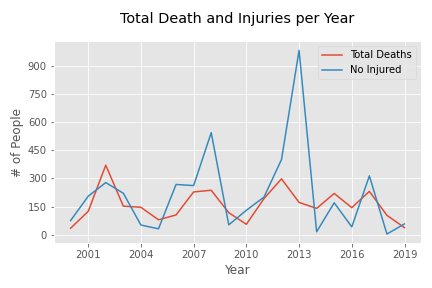 Total Death and Injuries per Year
Total Deaths
No Injured
# of People
900
750
600
450
300
150
0
2001 2004 2007 2010 2013 2016 2019
Year